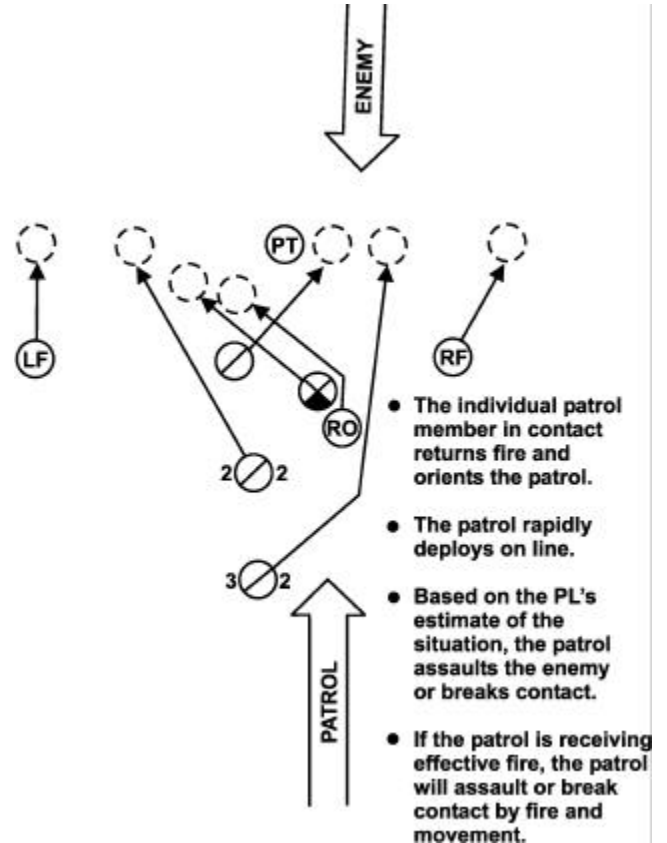 ENEMY
PT
LF
RF
RO
2 2
3 2
PATROL
● The individual patrol
member in contact
returns fire and
orients the patrol.
● The patrol rapidly
deploys on line.
● Based on the PL's
estimate of the
situation, the patrol
assaults the enemy
or breaks contact.
● If the patrol is receiving
effective fire, the patrol
will assault or break
contact by fire and
movement.